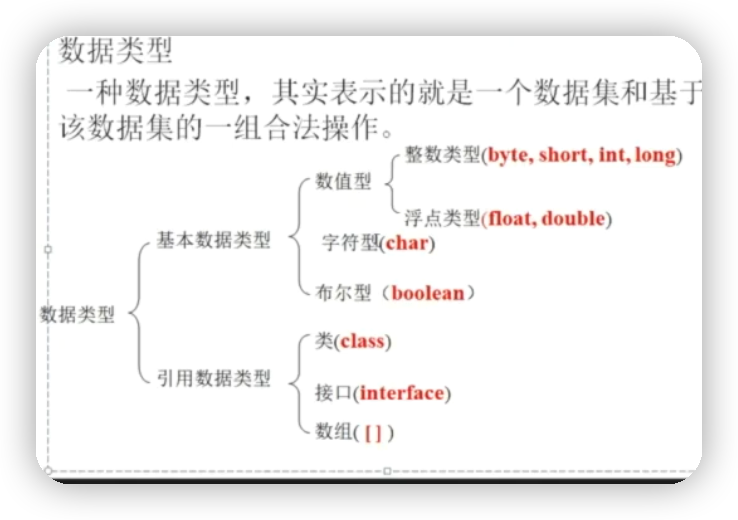 数据类型
一种数据类型，其实表示的就是一个数据集和基于
该数据集的一组合法操作。
整数类型(byte, short, int, long)
数值型
浮点类型(float, double)
基本数据类型
字符型(char)
布尔型（boolean）
数据类型
类(class)
引用数据类型
接口(interface)
数组([])